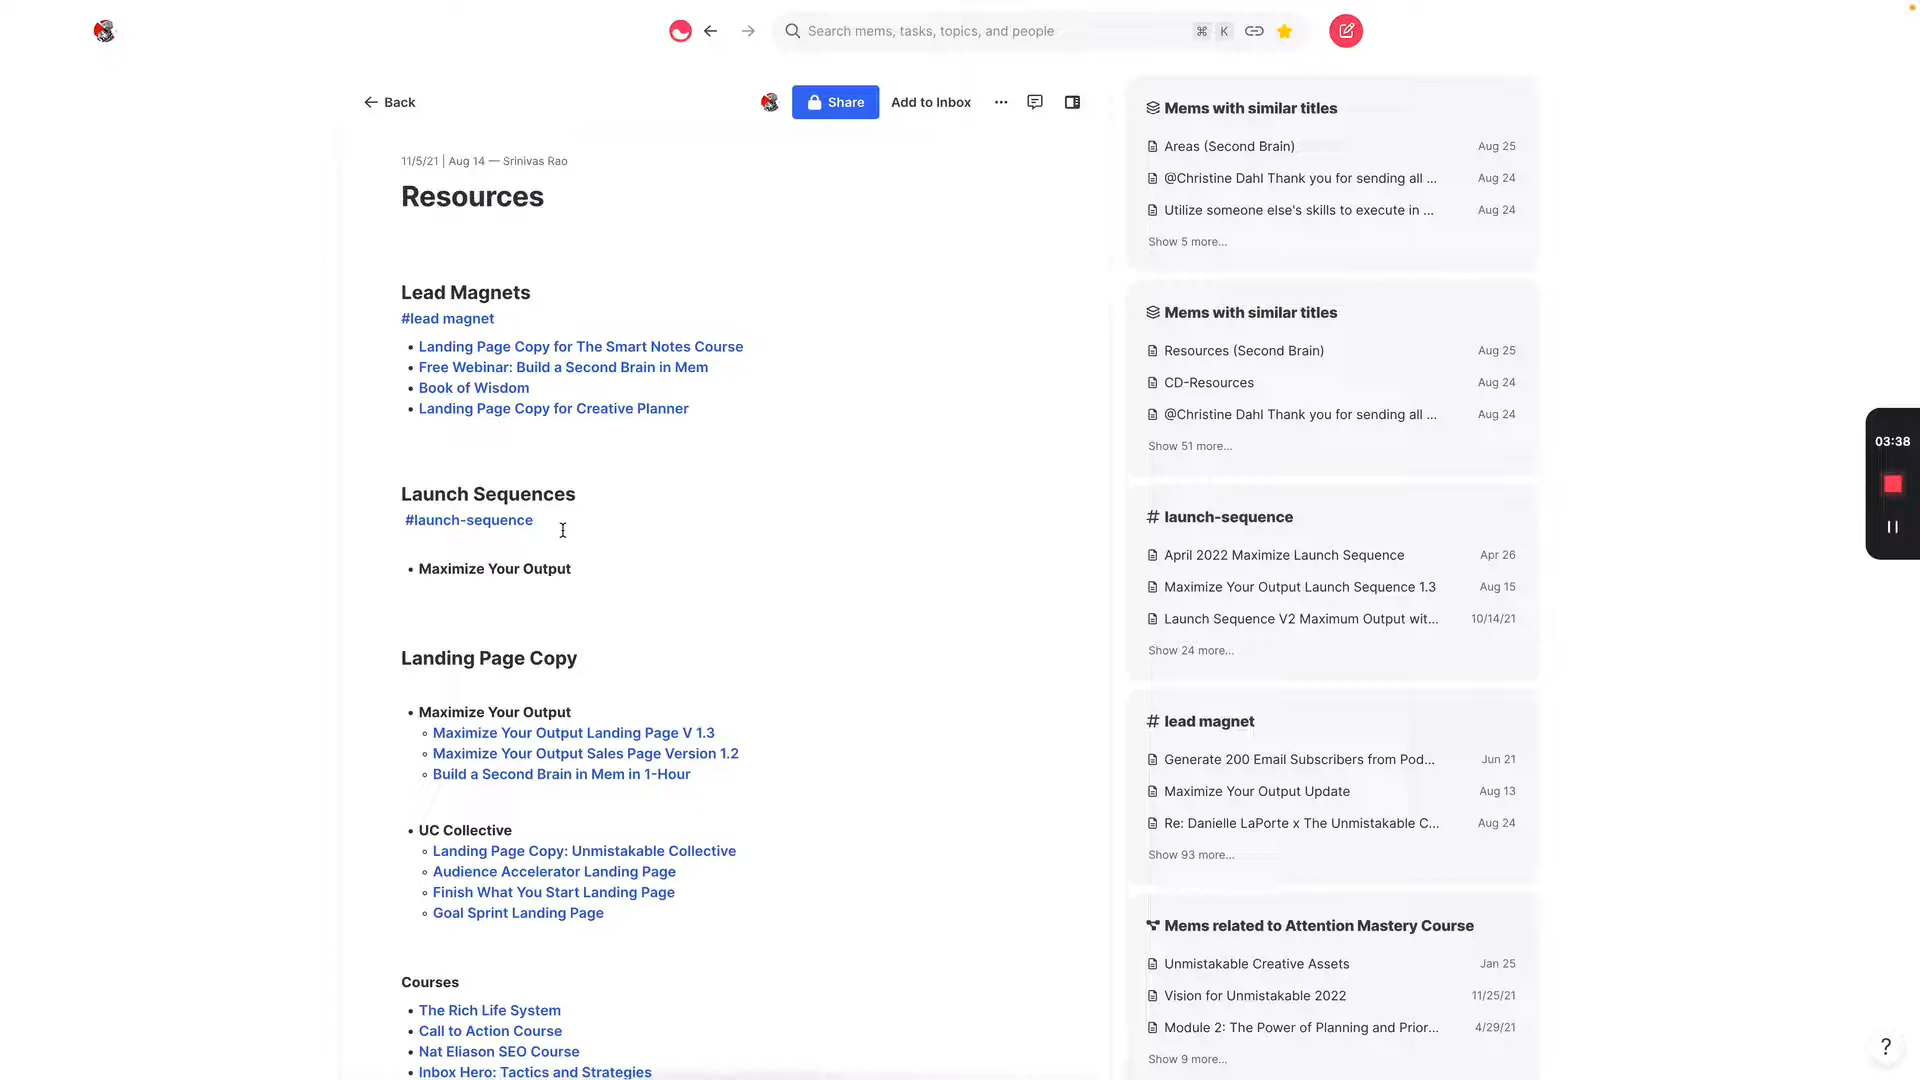 Search mems, tasks, topics, and people
⌘ K
Back
Share
Add to Inbox
11/5/21 | Aug 14 — Srinivas Rao
Resources
Lead Magnets
#lead magnet
• Landing Page Copy for The Smart Notes Course
• Free Webinar: Build a Second Brain in Mem
• Book of Wisdom
• Landing Page Copy for Creative Planner
Launch Sequences
#launch-sequence
• Maximize Your Output
Landing Page Copy
• Maximize Your Output
◦ Maximize Your Output Landing Page V 1.3
◦ Maximize Your Output Sales Page Version 1.2
◦ Build a Second Brain in Mem in 1-Hour
• UC Collective
◦ Landing Page Copy: Unmistakable Collective
◦ Audience Accelerator Landing Page
◦ Finish What You Start Landing Page
◦ Goal Sprint Landing Page
Courses
• The Rich Life System
• Call to Action Course
• Nat Eliason SEO Course
• Inbox Hero: Tactics and Strategies
Mems with similar titles
Areas (Second Brain) Aug 25
@Christine Dahl Thank you for sending all ... Aug 24
Utilize someone else's skills to execute in ... Aug 24
Show 5 more...
Mems with similar titles
Resources (Second Brain) Aug 25
CD-Resources Aug 24
@Christine Dahl Thank you for sending all ... Aug 24
Show 51 more...
# launch-sequence
April 2022 Maximize Launch Sequence Apr 26
Maximize Your Output Launch Sequence 1.3 Aug 15
Launch Sequence V2 Maximum Output wit... 10/14/21
Show 24 more...
# lead magnet
Generate 200 Email Subscribers from Pod... Jun 21
Maximize Your Output Update Aug 13
Re: Danielle LaPorte x The Unmistakable C... Aug 24
Show 93 more...
Mems related to Attention Mastery Course
Unmistakable Creative Assets Jan 25
Vision for Unmistakable 2022 11/25/21
Module 2: The Power of Planning and Prior... 4/29/21
Show 9 more...
03:38
?